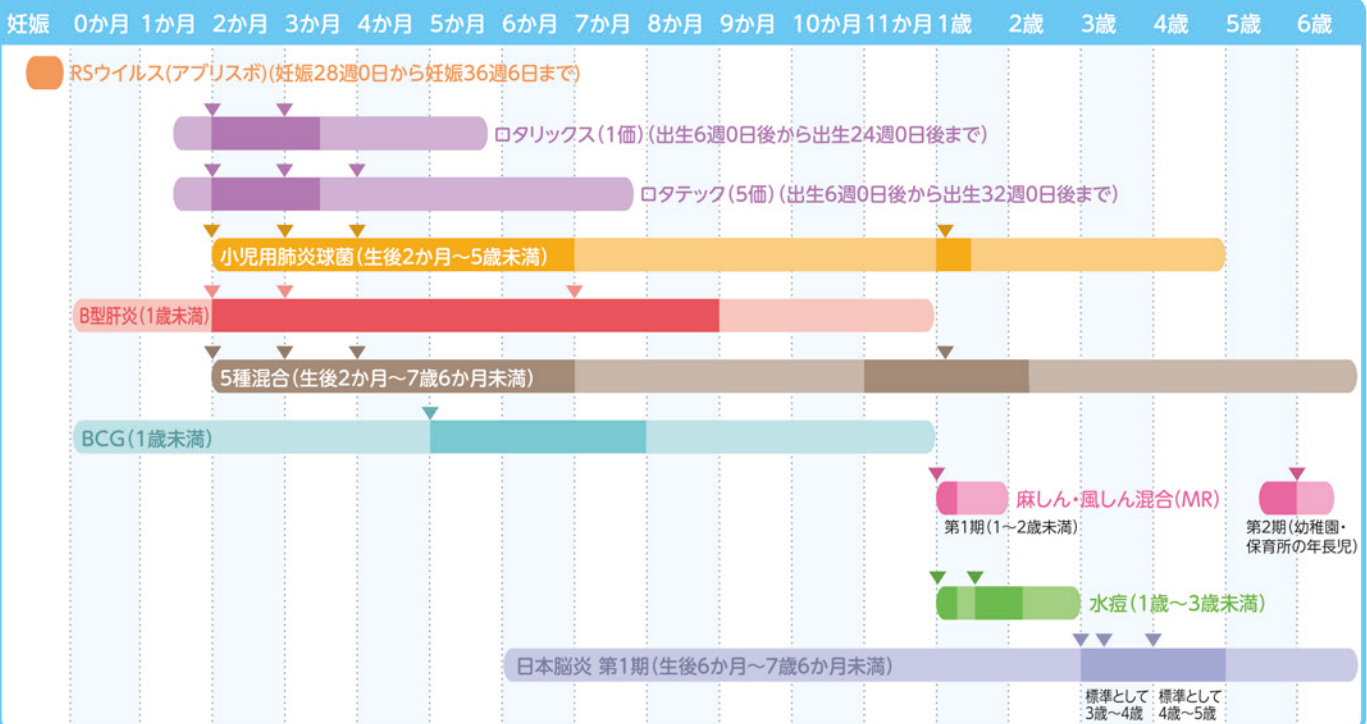 妊娠 0か月 1か月 2か月 3か月 4か月 5か月 6か月 7か月 8か月 9か月 10か月 11か月 1歳 2歳 3歳 4歳 5歳 6歳
RSウイルス(アブリスボ)(妊娠28週0日から妊娠36週6日まで)
ロタリックス(1価)(出生6週0日後から出生24週0日後まで)
ロタテック(5価)(出生6週0日後から出生32週0日後まで)
小児用肺炎球菌(生後2か月～5歳未満)
B型肝炎(1歳未満)
5種混合(生後2か月～7歳6か月未満)
BCG(1歳未満)
麻しん・風しん混合(MR)
第1期(1～2歳未満)
第2期(幼稚園・
保育所の年長児)
水痘(1歳～3歳未満)
日本脳炎 第1期(生後6か月～7歳6か月未満)
標準として
3歳～4歳
標準として
4歳～5歳